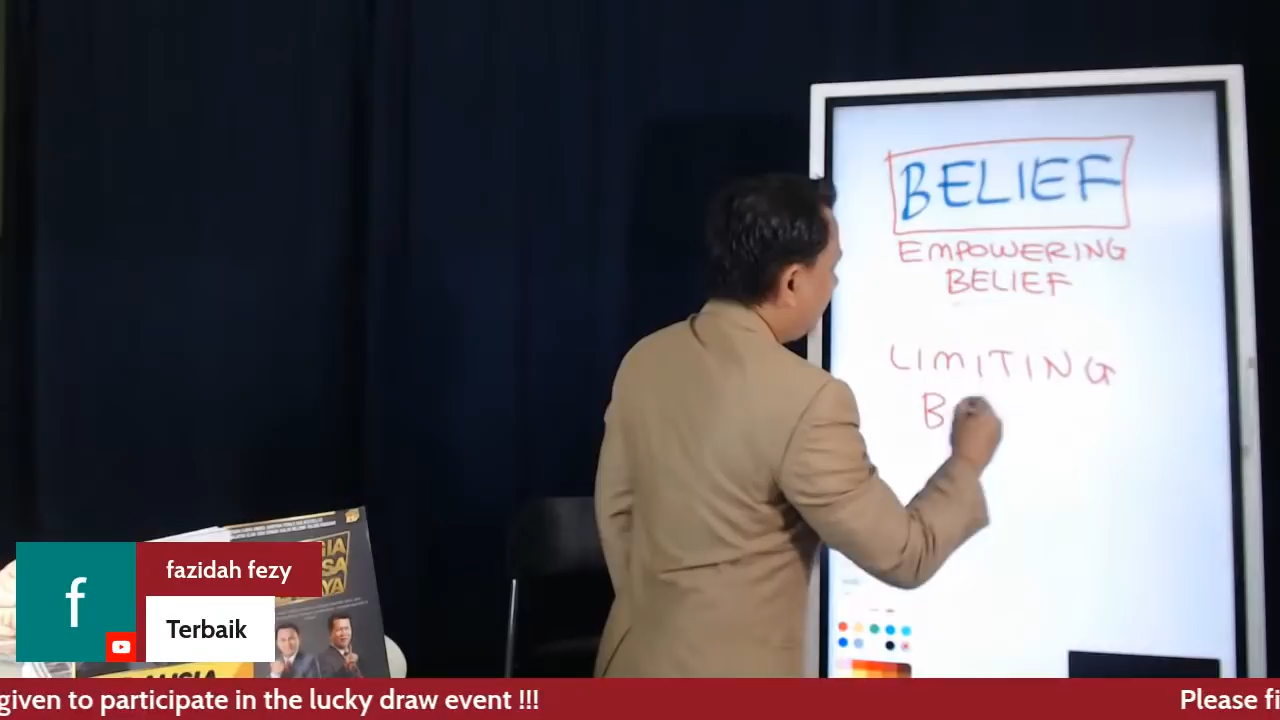 BELIEF
EMPOWERING
BELIEF
LIMITING
B
fazidah fezy
f
Terbaik
given to participate in the lucky draw event !!!
Please fi